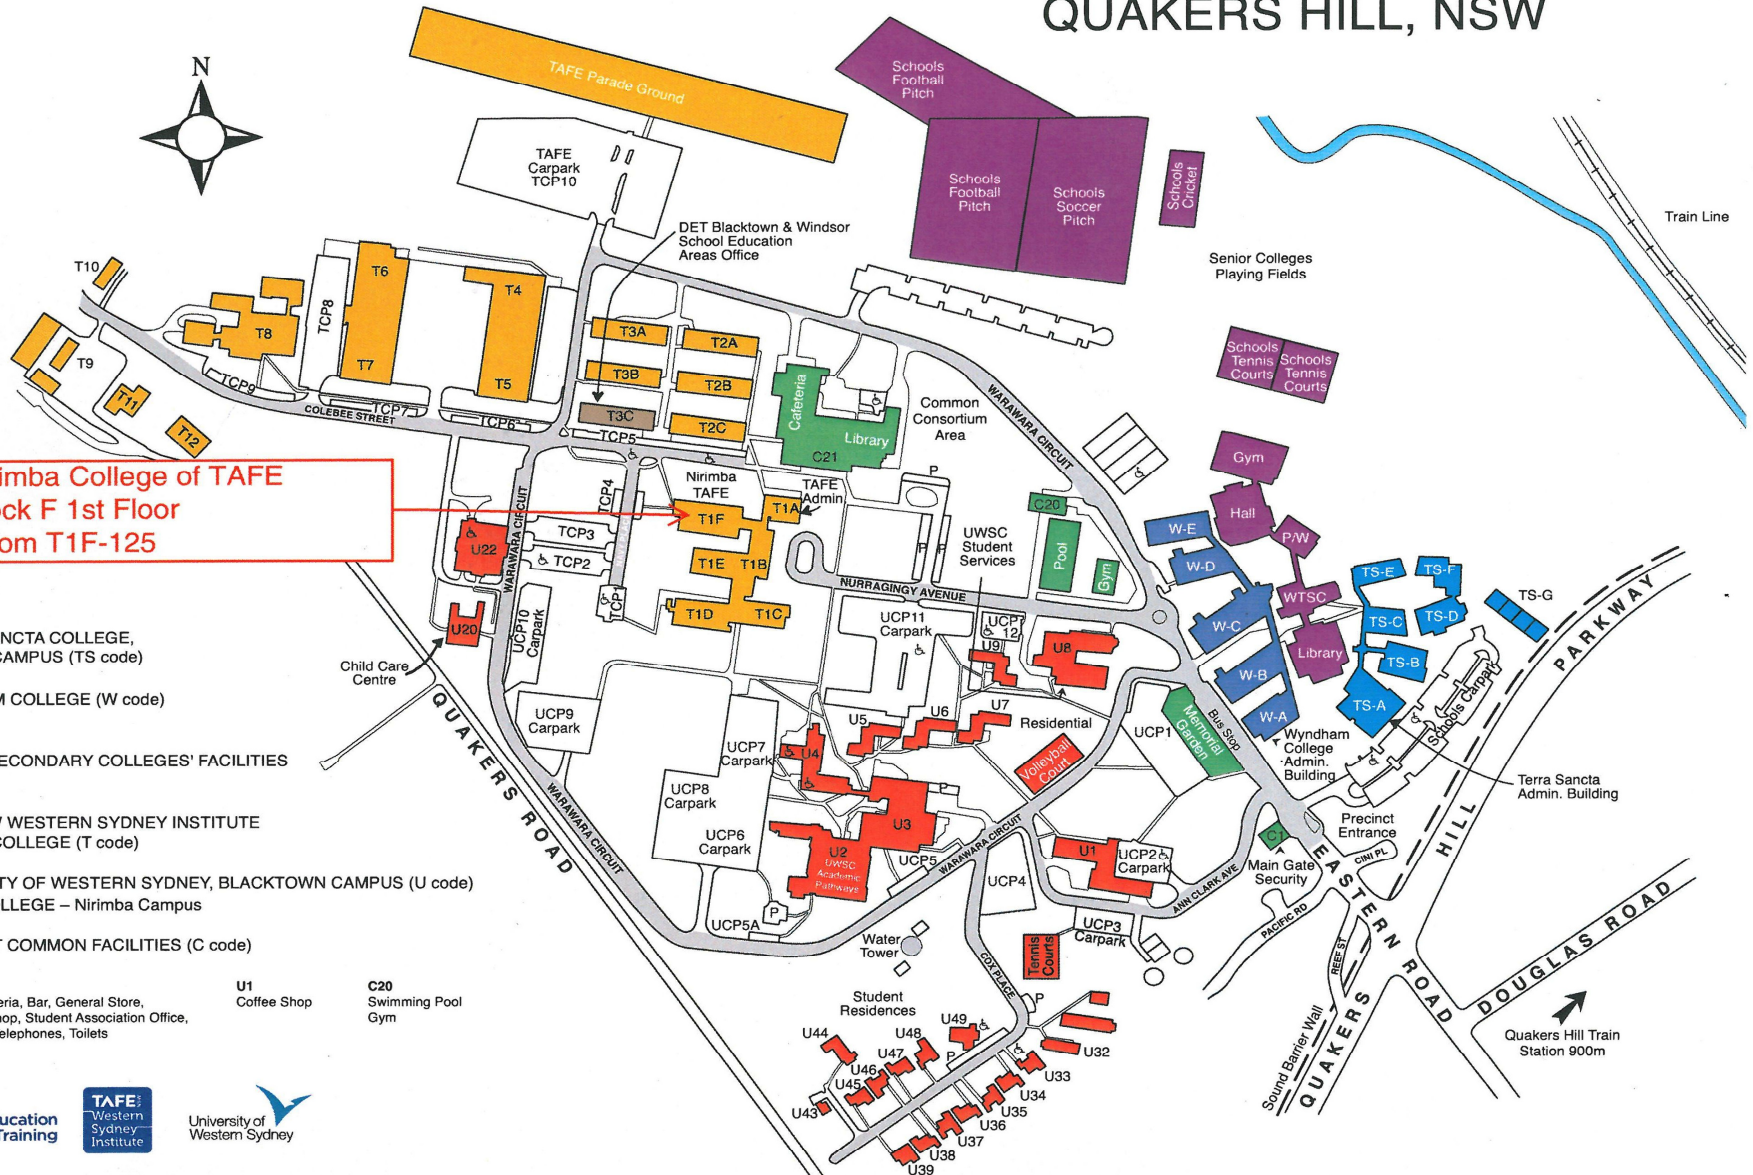 QUAKERS HILL, NSW
N
TAFE Parade Ground
Schools
Football
Pitch
TAFE
Carpark
TCP10
Schools
Football
Pitch
Schools
Soccer
Pitch
Schools
Cricket
Train Line
DET Blacktown & Windsor
School Education
Areas Office
Senior Colleges
Playing Fields
T10
T6
T4
TCP8
T8
T7
T5
T9
TCP9
T11
T12
COLEBEE STREET
TCP7
TCP6
TCP5
T3A
T2A
T3B
T2B
T3C
T2C
Cafeteria
Library
C21
Common
Consortium
Area
WARAWARA CIRCUIT
Schools
Tennis
Courts
Schools
Tennis
Courts
imba College of TAFE
ck F 1st Floor
om T1F-125
Nirimba
TAFE
TAFE
Admin
T1F
T1A
T1E
T1B
T1D
T1C
TCP4
TCP3
TCP2
TCP1
U22
U20
WARAWARA CIRCUIT
UCP10
Carpark
Child Care
Centre
P
P
P
UWSC
Student
Services
C20
Pool
Gym
NURRAGINGY AVENUE
Gym
Hall
P/W
WTSC
Library
W-E
W-D
W-C
W-B
W-A
TS-E
TS-F
TS-G
TS-C
TS-D
TS-B
TS-A
Schools Carpark
PARKWAY
UCP11
Carpark
UCP
12
U9
U8
U5
U6
U7
Residential
Volleyball
Court
UCP1
Memorial
Garden
Bus Stop
Wyndham
College
Admin.
Building
Terra Sancta
Admin. Building
Precinct
Entrance
NCTA COLLEGE,
CAMPUS (TS code)
M COLLEGE (W code)
ECONDARY COLLEGES' FACILITIES
WESTERN SYDNEY INSTITUTE
COLLEGE (T code)
TY OF WESTERN SYDNEY, BLACKTOWN CAMPUS (U code)
LLEGE – Nirimba Campus
T COMMON FACILITIES (C code)
QUAKERS ROAD
WARAWARA CIRCUIT
UCP9
Carpark
UCP7
Carpark
UCP8
Carpark
UCP6
Carpark
U4
U3
P
U2
UWSC
Academic
Pathways
UCP5
WARAWARA CIRCUIT
UCP5A
P
UCP4
U1
UCP2
Carpark
UCP3
Carpark
ANN CLARK AVE
C1
Main Gate
Security
CINI PL
PACIFIC RD
REEF ST
EASTERN ROAD
HILL
QUAKERS
DOUGLAS ROAD
Sound Barrier Wall
Quakers Hill Train
Station 900m
Water
Tower
Tennis
Courts
COX PLACE
P
Student
Residences
U44
U46
U47
U48
U49
P
U45
U43
U32
U33
U34
U35
U36
U37
U38
U39
eria, Bar, General Store,
hop, Student Association Office,
elephones, Toilets
U1
Coffee Shop
C20
Swimming Pool
Gym
ucation
Training
TAFE
Western
Sydney
Institute
University of
Western Sydney